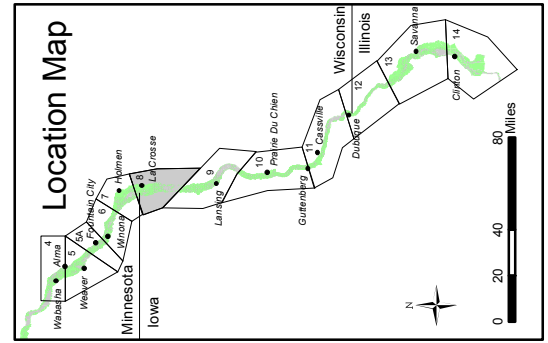 Location Map
4
Wabasha
Alma
5
5A
Weaver
Fountain City
6
Winona
7
Holmen
8
La Crosse
Minnesota
Iowa
9
Lansing
10
Prairie Du Chien
Guttenberg
11
Cassville
Wisconsin
Illinois
Dubuque
12
13
Savanna
14
Clinton
N
0 20 40 80
Miles